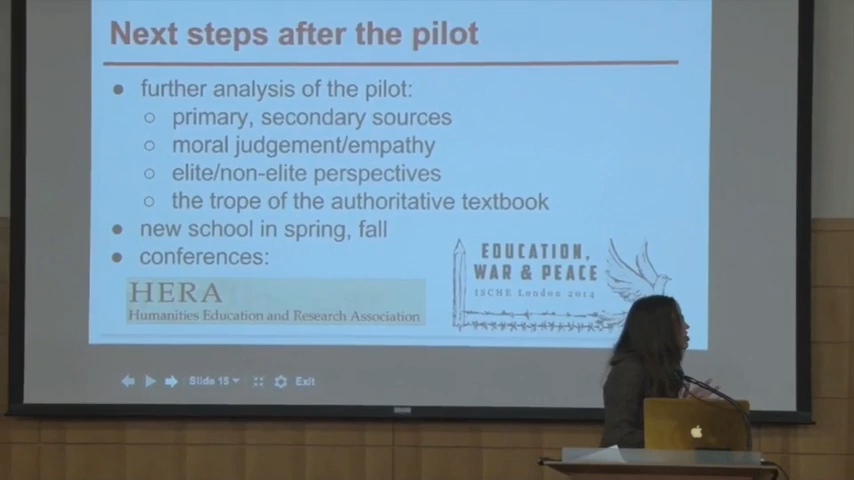 Next steps after the pilot
● further analysis of the pilot:
○ primary, secondary sources
○ moral judgement/empathy
○ elite/non-elite perspectives
○ the trope of the authoritative textbook
● new school in spring, fall
● conferences:
HERA
Humanities Education and Research Association
EDUCATION,
WAR & PEACE
ISCHE London 2014
Slide 15
Exit